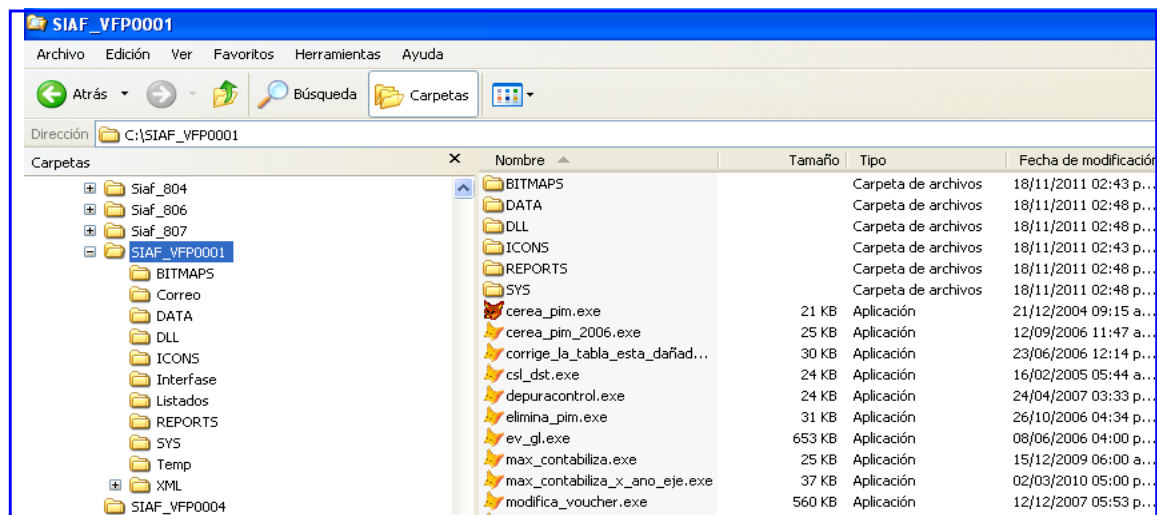 SIAF_VFP0001
Archivo Edición Ver Favoritos Herramientas Ayuda
Atrás Búsqueda Carpetas
Dirección C:\SIAF_VFP0001
Carpetas
Siaf_804
Siaf_806
Siaf_807
SIAF_VFP0001
BITMAPS
Correo
DATA
DLL
ICONS
Interfase
Listados
REPORTS
SYS
Temp
XML
SIAF_VFP0004
Nombre Tamaño Tipo Fecha de modificación
BITMAPS Carpeta de archivos 18/11/2011 02:43 p...
DATA Carpeta de archivos 18/11/2011 02:48 p...
DLL Carpeta de archivos 18/11/2011 02:48 p...
ICONS Carpeta de archivos 18/11/2011 02:43 p...
REPORTS Carpeta de archivos 18/11/2011 02:48 p...
SYS Carpeta de archivos 18/11/2011 02:48 p...
cerea_pim.exe 21 KB Aplicación 21/12/2004 09:15 a...
cerea_pim_2006.exe 25 KB Aplicación 12/09/2006 11:47 a...
corrige_la_tabla_esta_dañad... 30 KB Aplicación 23/06/2006 12:14 p...
csl_dst.exe 24 KB Aplicación 16/02/2005 05:44 a...
depuracontrol.exe 24 KB Aplicación 24/04/2007 03:33 p...
elimina_pim.exe 31 KB Aplicación 26/10/2006 04:34 p...
ev_gl.exe 653 KB Aplicación 08/06/2006 04:00 p...
max_contabiliza.exe 25 KB Aplicación 15/12/2009 06:00 a...
max_contabiliza_x_ano_eje.exe 37 KB Aplicación 02/03/2010 05:00 p...
modifica_voucher.exe 560 KB Aplicación 12/12/2007 05:53 p...